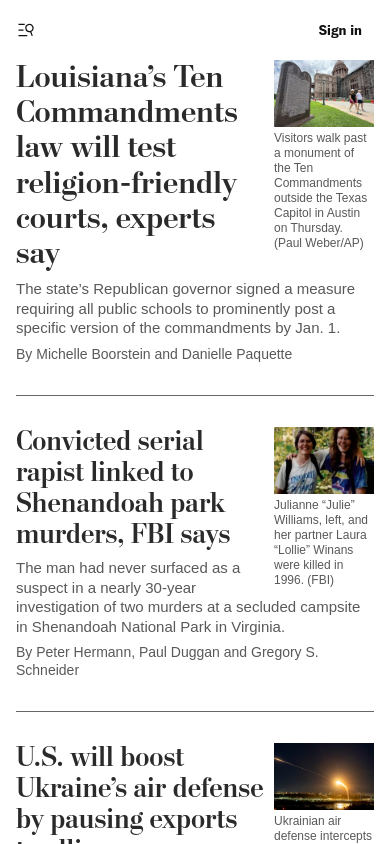 Sign in
Louisiana’s Ten
Commandments
law will test
religion-friendly
courts, experts
say
Visitors walk past
a monument of
the Ten
Commandments
outside the Texas
Capitol in Austin
on Thursday.
(Paul Weber/AP)
The state’s Republican governor signed a measure
requiring all public schools to prominently post a
specific version of the commandments by Jan. 1.
By Michelle Boorstein and Danielle Paquette
Convicted serial
rapist linked to
Shenandoah park
murders, FBI says
Julianne “Julie”
Williams, left, and
her partner Laura
“Lollie” Winans
were killed in
1996. (FBI)
The man had never surfaced as a
suspect in a nearly 30-year
investigation of two murders at a secluded campsite
in Shenandoah National Park in Virginia.
By Peter Hermann, Paul Duggan and Gregory S.
Schneider
U.S. will boost
Ukraine’s air defense
by pausing exports
Ukrainian air
defense intercepts